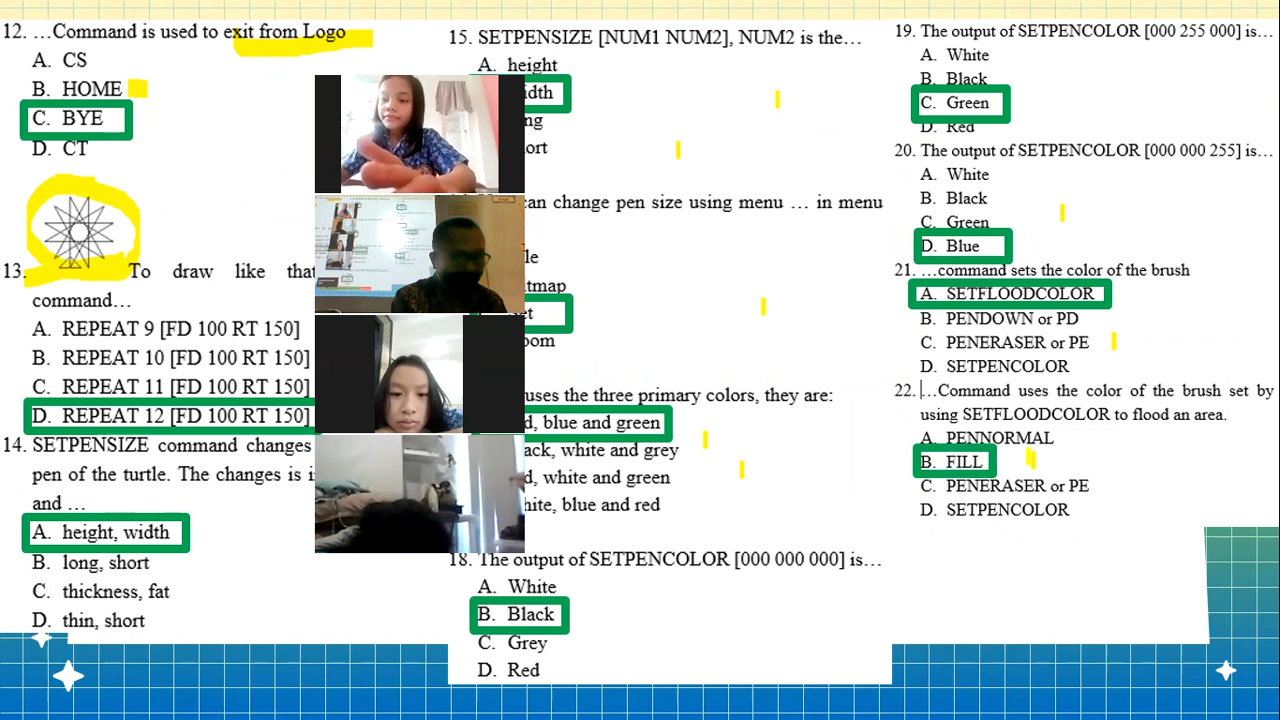 12. …Command is used to exit from Logo
A. CS
B. HOME
C. BYE
D. CT
13. To draw like that
command…
A. REPEAT 9 [FD 100 RT 150]
B. REPEAT 10 [FD 100 RT 150]
C. REPEAT 11 [FD 100 RT 150]
D. REPEAT 12 [FD 100 RT 150]
14. SETPENSIZE command changes
pen of the turtle. The changes is
and …
A. height, width
B. long, short
C. thickness, fat
D. thin, short
15. SETPENSIZE [NUM1 NUM2], NUM2 is the…
A. height
can change pen size using menu … in menu
uses the three primary colors, they are:
blue and green
white and grey
white and green
blue and red
18. The output of SETPENCOLOR [000 000 000] is…
A. White
B. Black
C. Grey
D. Red
19. The output of SETPENCOLOR [000 255 000] is…
A. White
B. Black
C. Green
D. Red
20. The output of SETPENCOLOR [000 000 255] is…
A. White
B. Black
C. Green
D. Blue
21. …command sets the color of the brush
A. SETFLOODCOLOR
B. PENDOWN or PD
C. PENERASER or PE
D. SETPENCOLOR
22. …Command uses the color of the brush set by
using SETFLOODCOLOR to flood an area.
A. PENNORMAL
B. FILL
C. PENERASER or PE
D. SETPENCOLOR